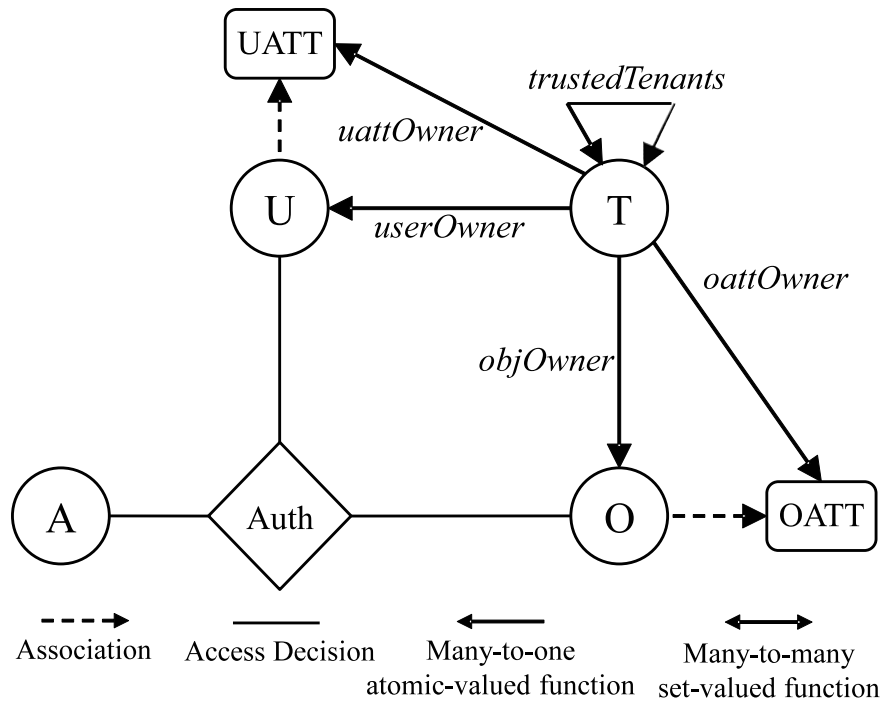 UATT
trustedTenants
uattOwner
U
T
userOwner
oattOwner
objOwner
A
Auth
O
OATT
Association
Access Decision
Many-to-one
atomic-valued function
Many-to-many
set-valued function